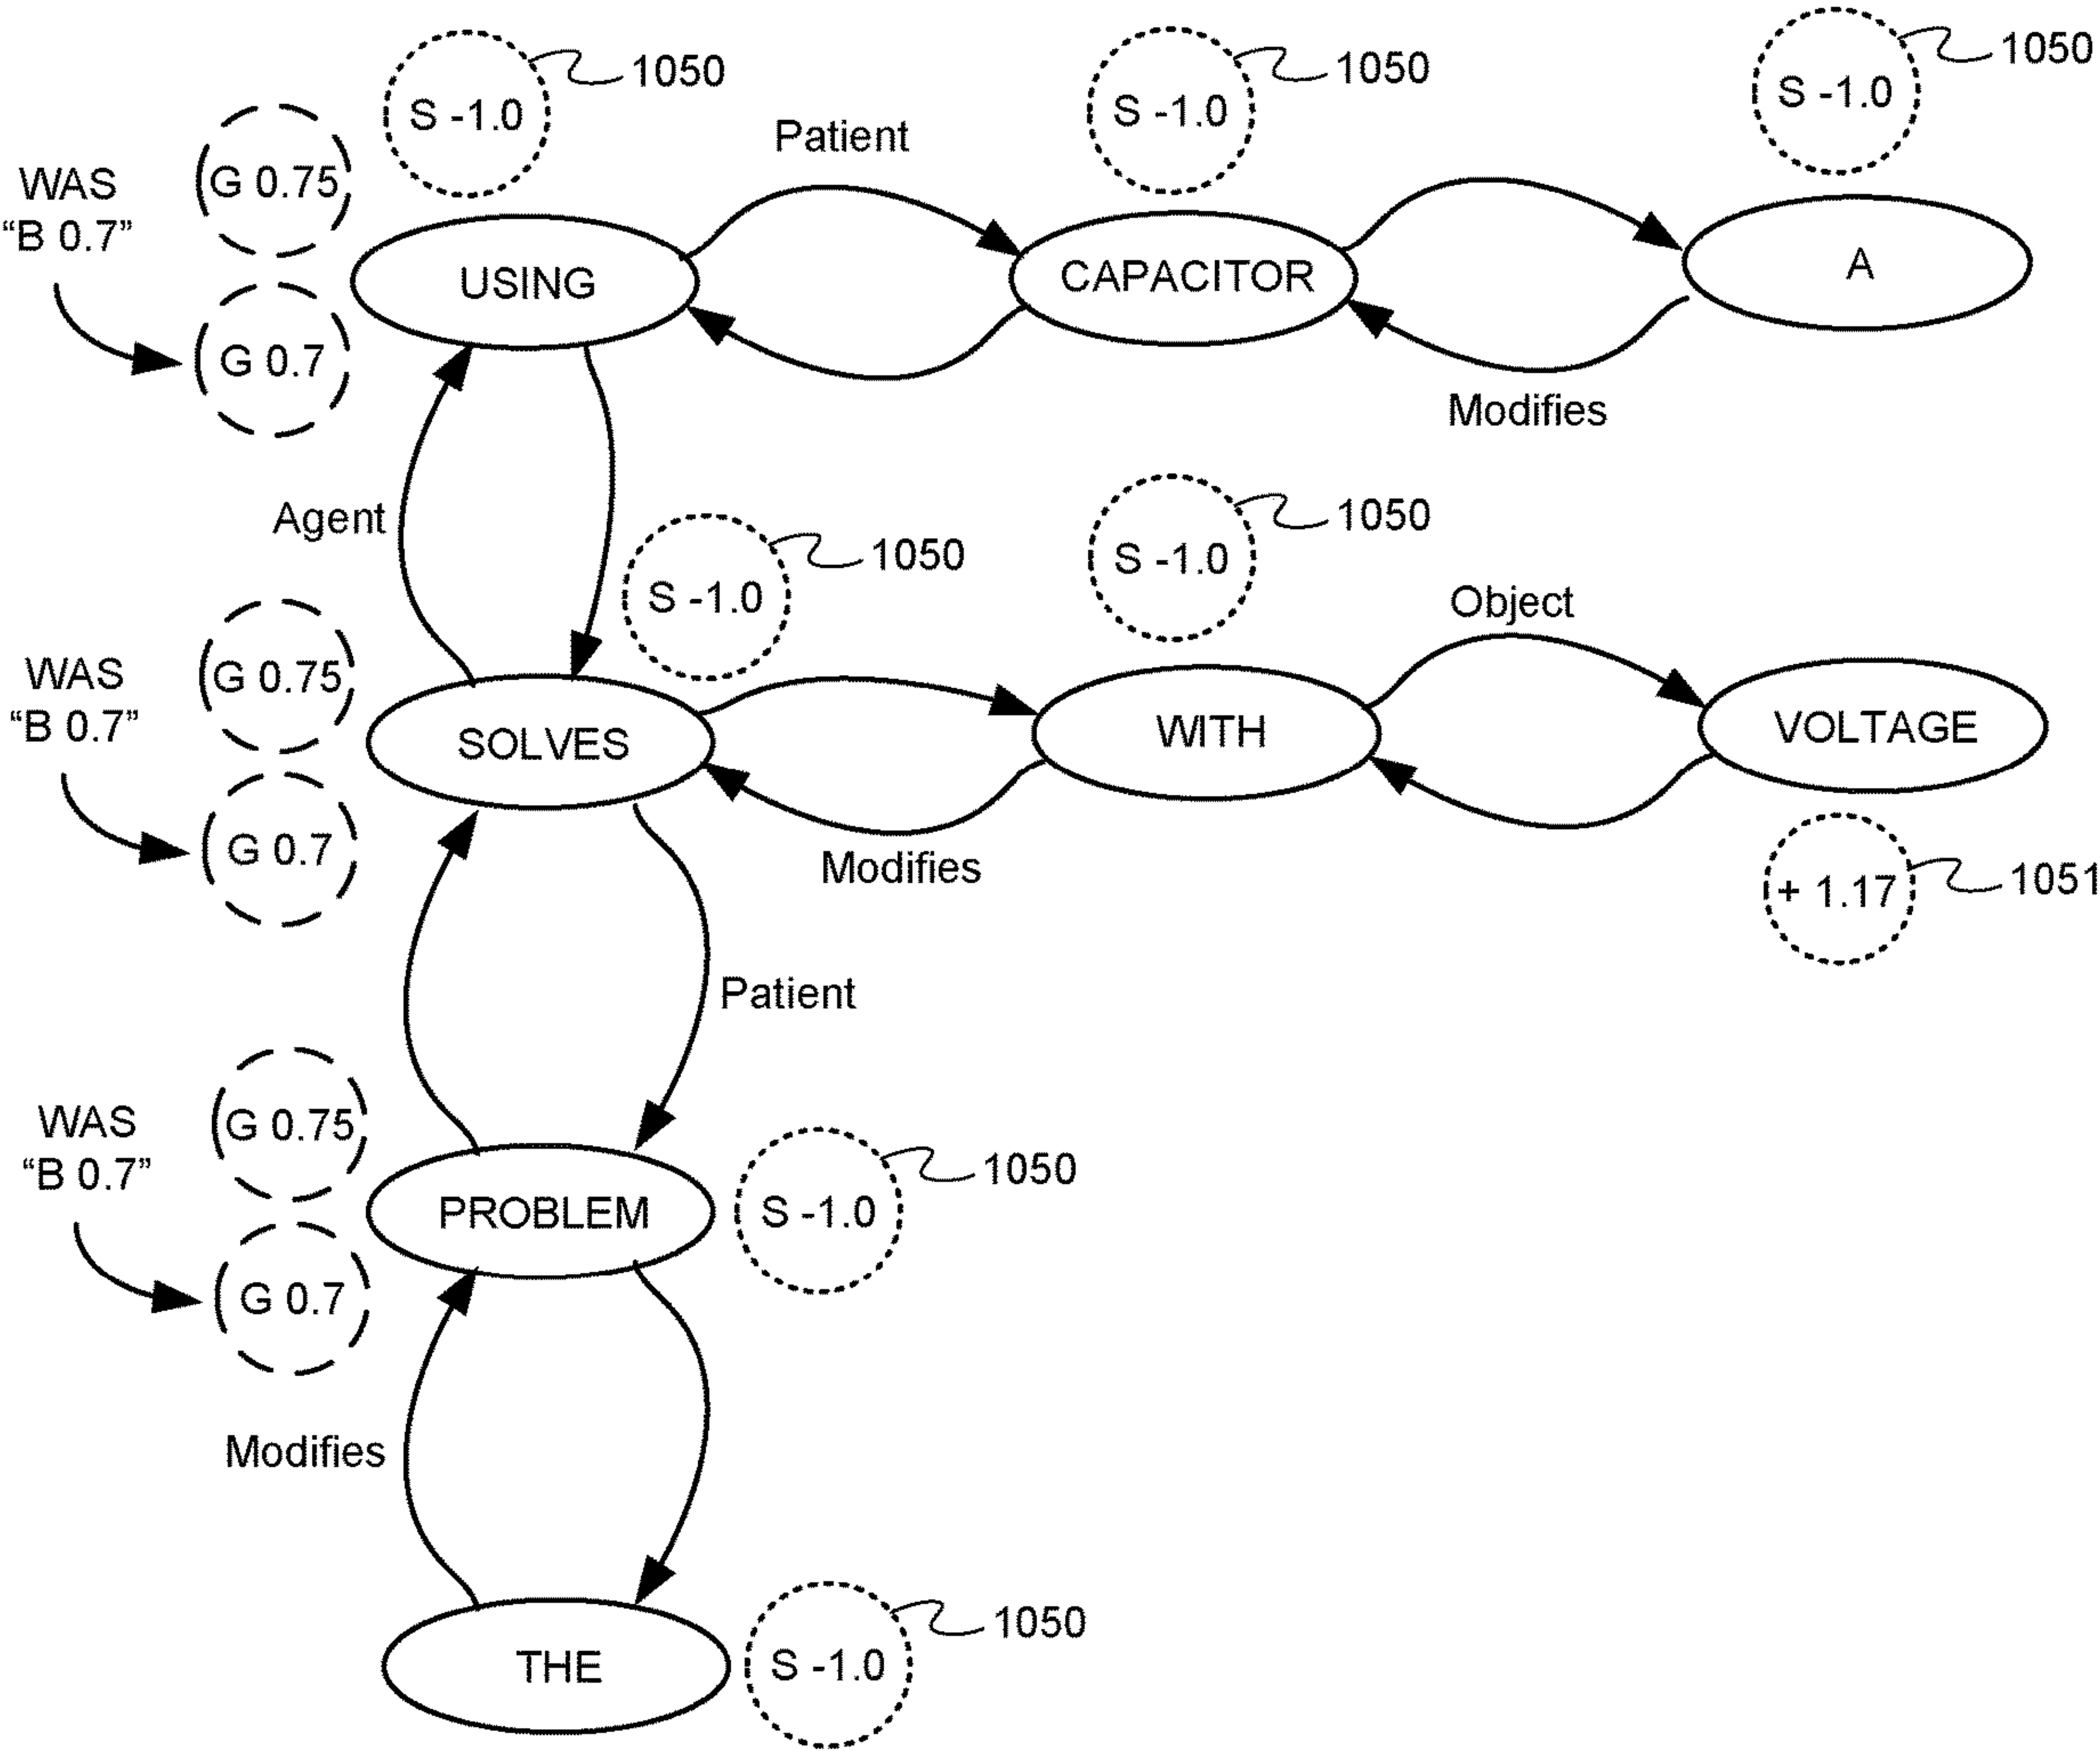 S -1.0
1050
S -1.0
1050
S -1.0
1050
Patient
WAS
“B 0.7”
G 0.75
G 0.7
USING
CAPACITOR
A
Modifies
Agent
S -1.0
1050
S -1.0
1050
Object
WAS
“B 0.7”
G 0.75
G 0.7
SOLVES
WITH
VOLTAGE
Modifies
+ 1.17
1051
Patient
WAS
“B 0.7”
G 0.75
G 0.7
PROBLEM
S -1.0
1050
Modifies
THE
S -1.0
1050